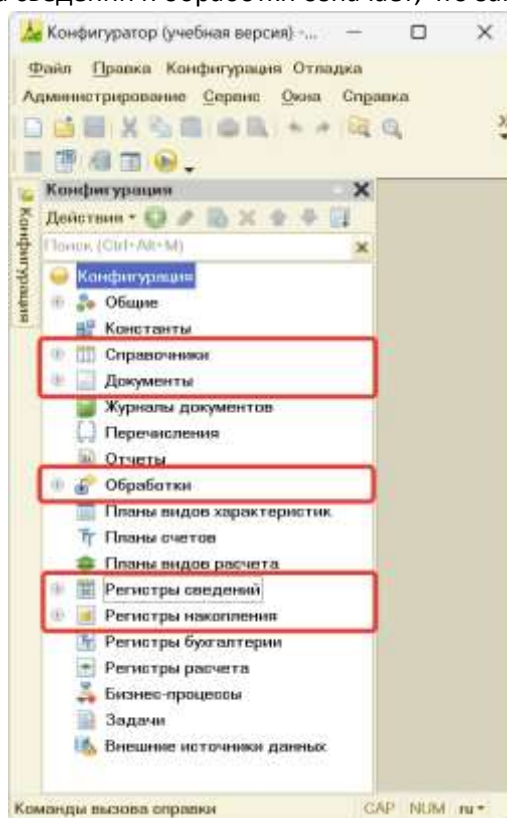 Конфигуратор (учебная версия) -...
Файл Правка Конфигурация Отладка
Администрирование Сервис Окна Справка
Конфигурация
Конфигурация
Действия
Поиск (Ctrl+Alt+M)
Конфигурация
Общие
Константы
Справочники
Документы
Журналы документов
Перечисления
Отчеты
Обработки
Планы видов характеристик
Планы счетов
Планы видов расчета
Регистры сведений
Регистры накопления
Регистры бухгалтерии
Регистры расчета
Бизнес-процессы
Задачи
Внешние источники данных
Команды вызова справки CAP NUM ru